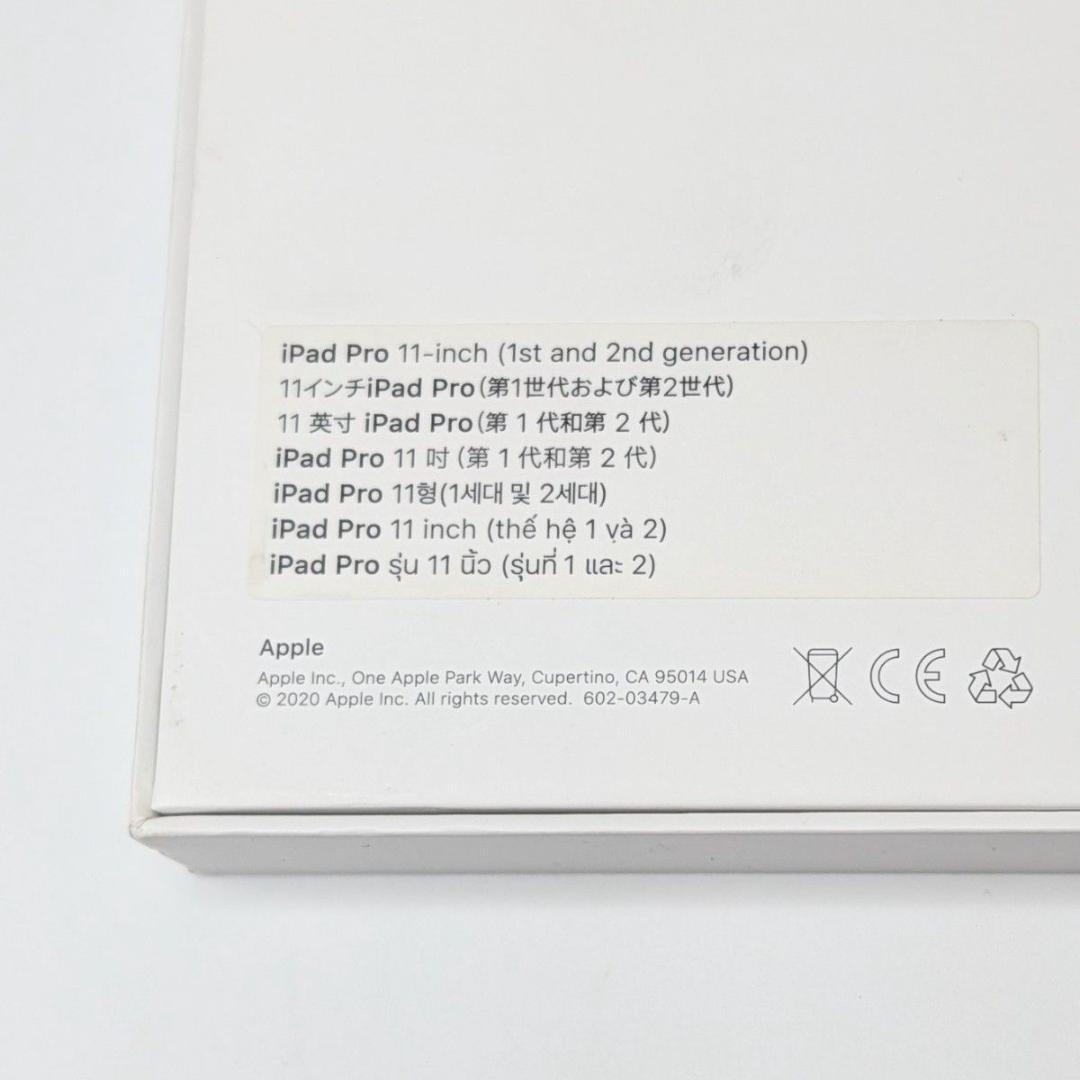 iPad Pro 11-inch (1st and 2nd generation)
11インチiPad Pro(第1世代および第2世代)
11 英寸 iPad Pro(第 1 代和第 2 代)
iPad Pro 11 吋 (第 1 代和第 2 代)
iPad Pro 11형(1세대 및 2세대)
iPad Pro 11 inch (thế hệ 1 và 2)
iPad Pro รุ่น 11 นิ้ว (รุ่นที่ 1 และ 2)
Apple
Apple Inc., One Apple Park Way, Cupertino, CA 95014 USA
© 2020 Apple Inc. All rights reserved. 602-03479-A
CE